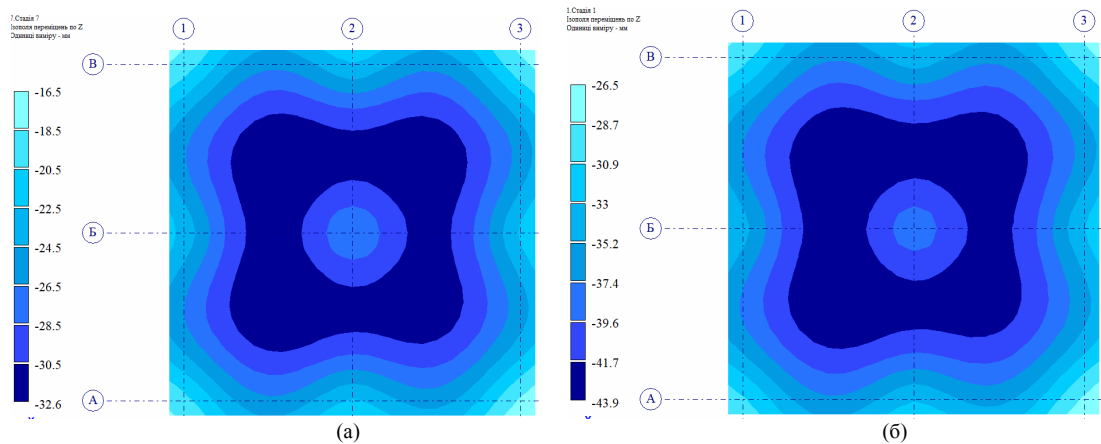 7.Стадія 7
Ізополя переміщень по Z
Одиниці виміру - мм
1
2
3
В
Б
А
-16.5
-18.5
-20.5
-22.5
-24.5
-26.5
-28.5
-30.5
-32.6
(а)
1.Стадія 1
Ізополя переміщень по Z
Одиниці виміру - мм
1
2
3
В
Б
А
-26.5
-28.7
-30.9
-33
-35.2
-37.4
-39.6
-41.7
-43.9
(б)